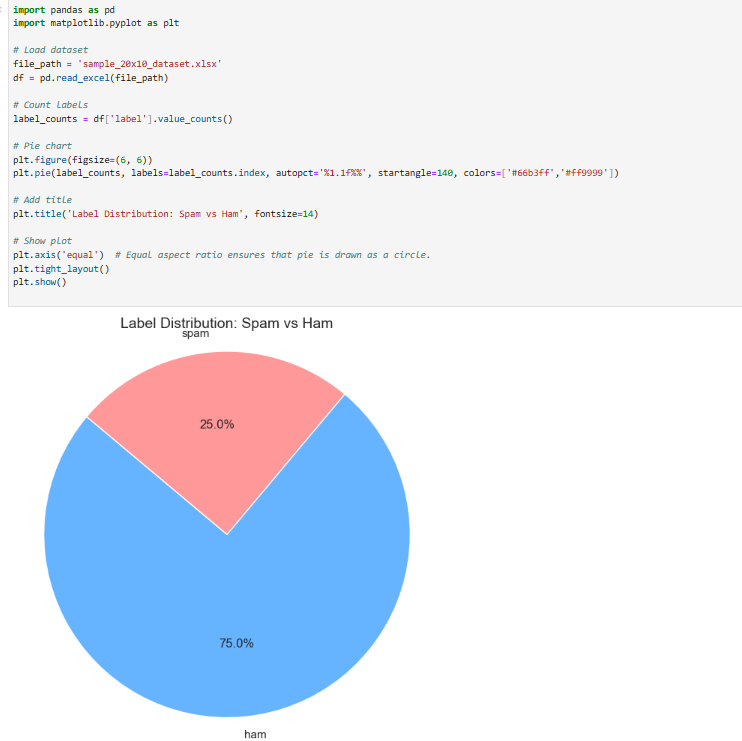 import pandas as pd
import matplotlib.pyplot as plt
# Load dataset
file_path = 'sample_20x10_dataset.xlsx'
df = pd.read_excel(file_path)
# Count labels
label_counts = df['label'].value_counts()
# Pie chart
plt.figure(figsize=(6, 6))
plt.pie(label_counts, labels=label_counts.index, autopct='%1.1f%%', startangle=140, colors=['#66b3ff','#ff9999'])
# Add title
plt.title('Label Distribution: Spam vs Ham', fontsize=14)
# Show plot
plt.axis('equal')  # Equal aspect ratio ensures that pie is drawn as a circle.
plt.tight_layout()
plt.show()
Label Distribution: Spam vs Ham
spam
25.0%
75.0%
ham